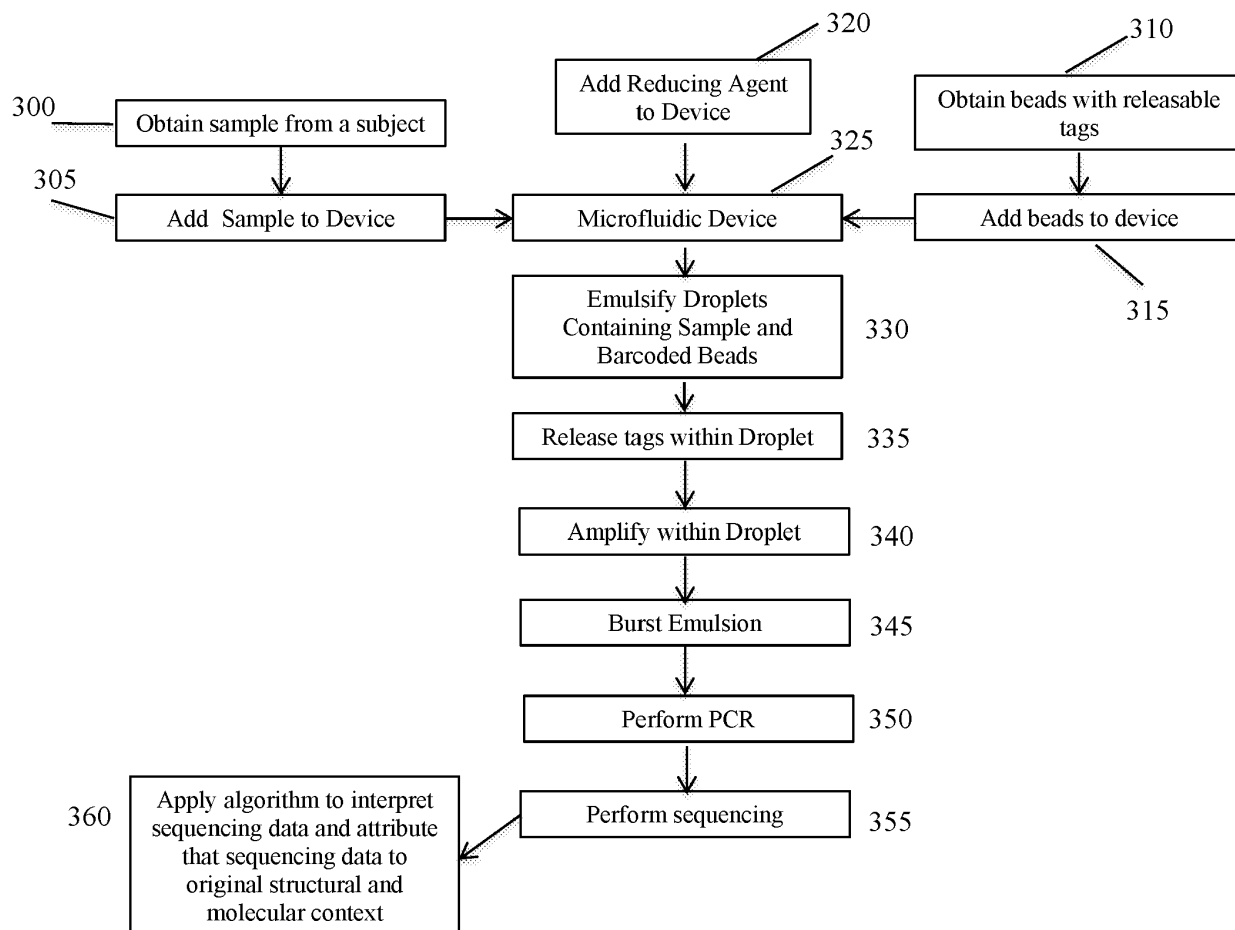 320
310
Add Reducing Agent
to Device
Obtain beads with releasable
tags
300
Obtain sample from a subject
325
305
Add Sample to Device
Microfluidic Device
Add beads to device
315
Emulsify Droplets
Containing Sample and
Barcoded Beads
330
Release tags within Droplet
335
Amplify within Droplet
340
Burst Emulsion
345
Perform PCR
350
Perform sequencing
355
360
Apply algorithm to interpret
sequencing data and attribute
that sequencing data to
original structural and
molecular context